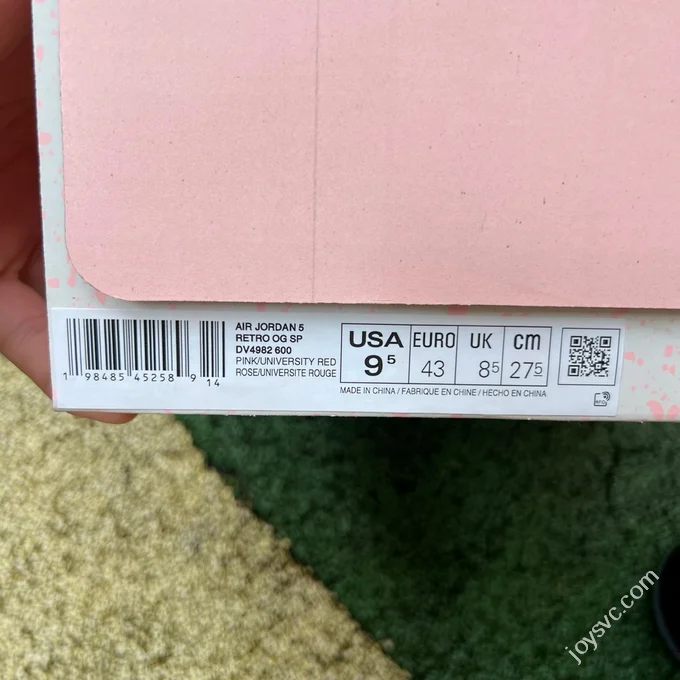 AIR JORDAN 5
RETRO OG SP
DV4982 600
PINK/UNIVERSITY RED
ROSE/UNIVERSITE ROUGE
1 98485 45258 9 14
USA EURO UK cm
9⁵ 43 8⁵ 27⁵
MADE IN CHINA / FABRIQUE EN CHINE / HECHO EN CHINA
RFID
joysvc.com